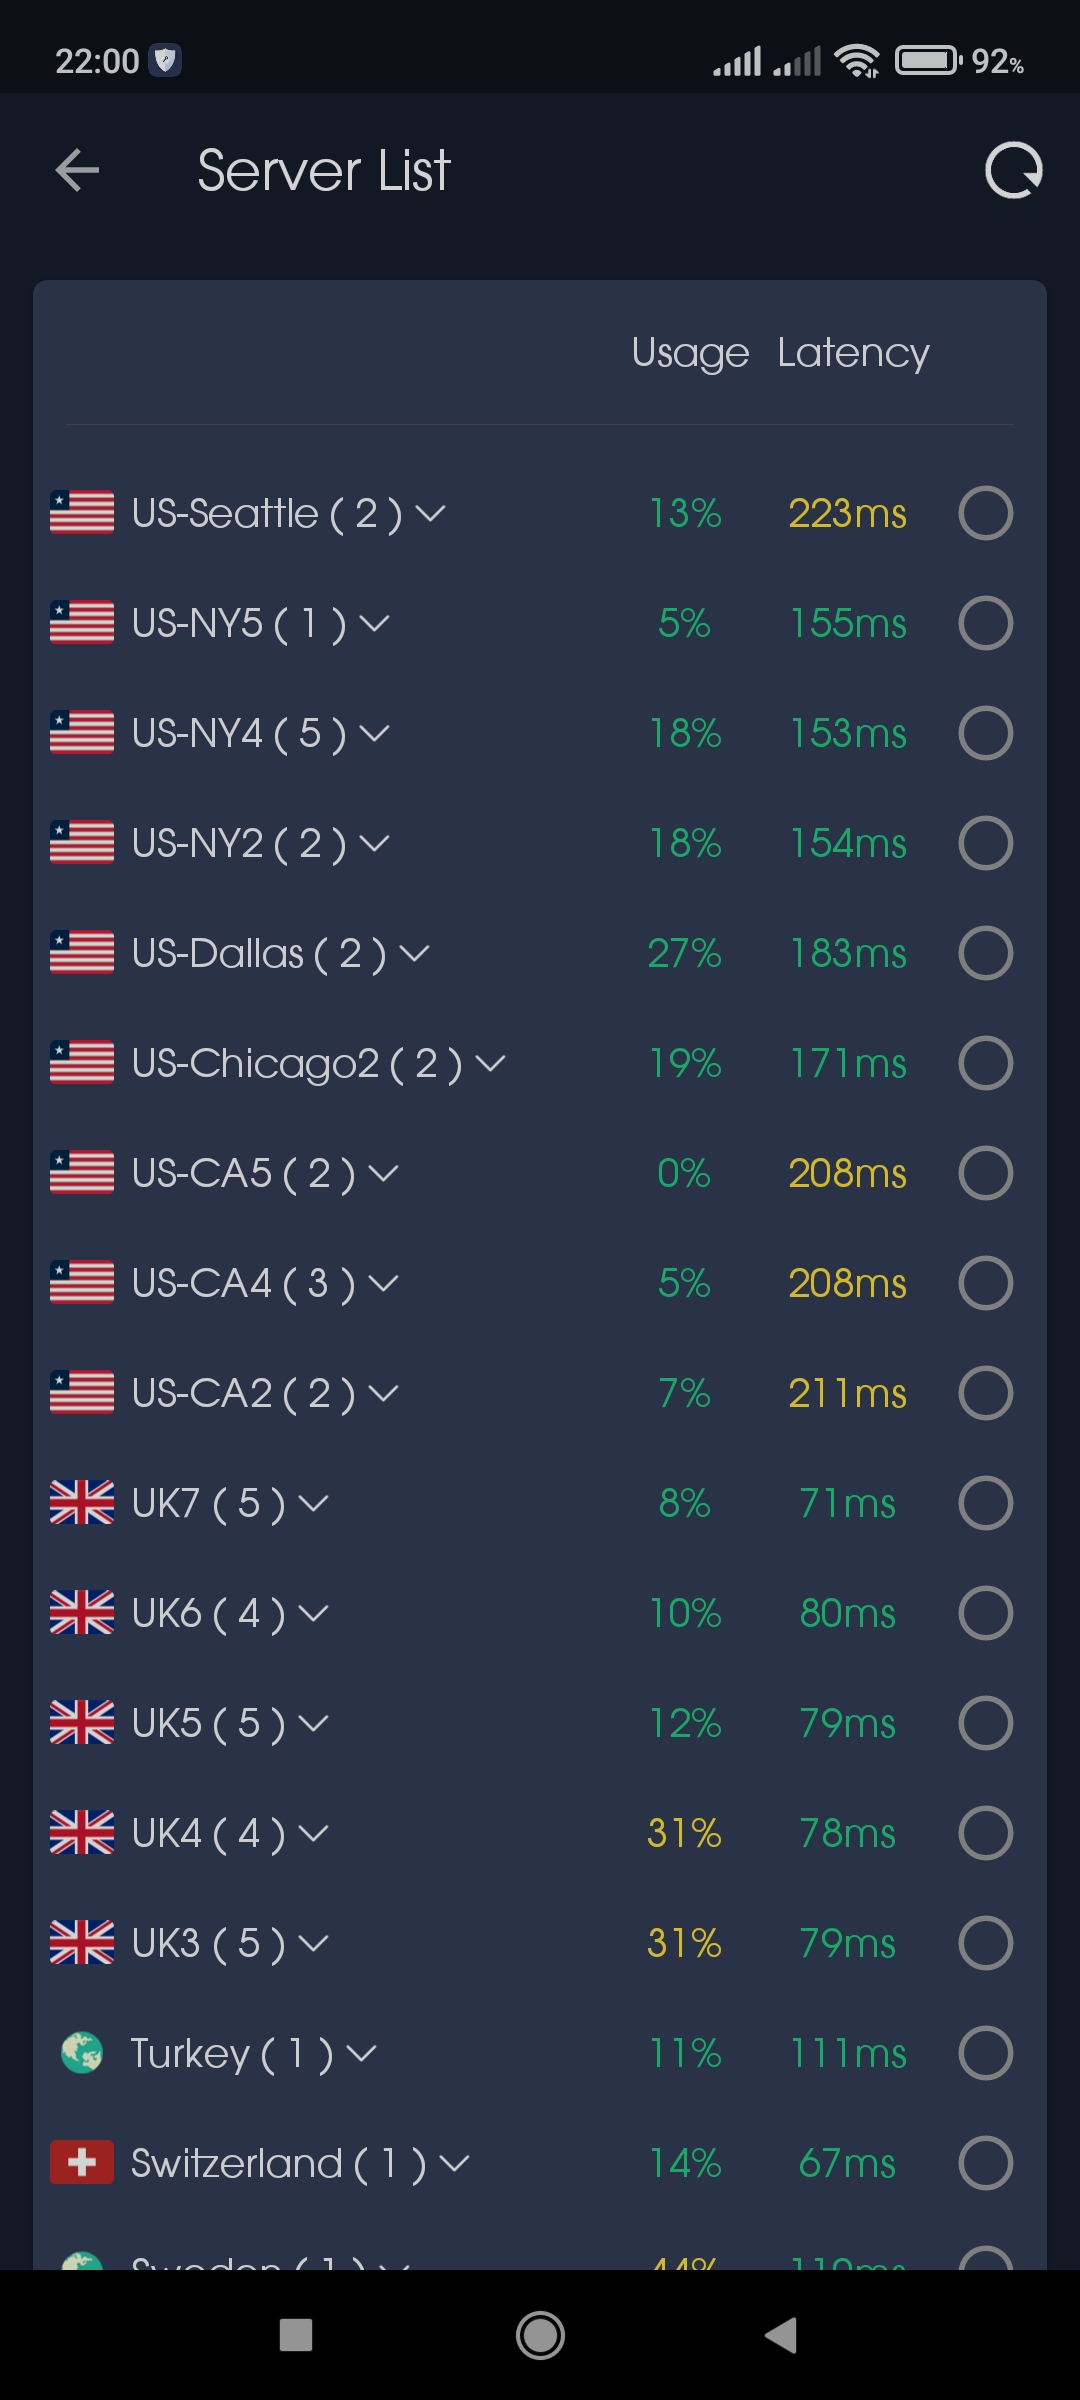 22:00 92%
Server List
Usage Latency
US-Seattle ( 2 ) 13% 223ms
US-NY5 ( 1 ) 5% 155ms
US-NY4 ( 5 ) 18% 153ms
US-NY2 ( 2 ) 18% 154ms
US-Dallas ( 2 ) 27% 183ms
US-Chicago2 ( 2 ) 19% 171ms
US-CA5 ( 2 ) 0% 208ms
US-CA4 ( 3 ) 5% 208ms
US-CA2 ( 2 ) 7% 211ms
UK7 ( 5 ) 8% 71ms
UK6 ( 4 ) 10% 80ms
UK5 ( 5 ) 12% 79ms
UK4 ( 4 ) 31% 78ms
UK3 ( 5 ) 31% 79ms
Turkey ( 1 ) 11% 111ms
Switzerland ( 1 ) 14% 67ms
Sweden ( 1 ) 44%